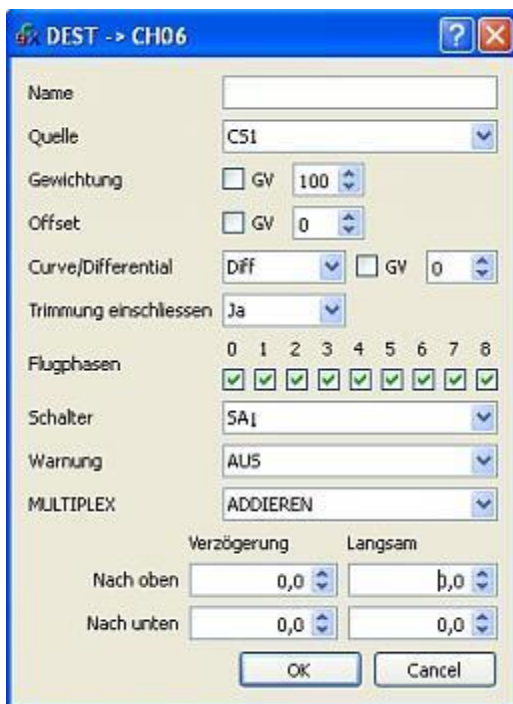 DEST -> CH06
Name
Quelle CS1
Gewichtung GV 100
Offset GV 0
Curve/Differential Diff GV 0
Trimmung einschliessen Ja
0 1 2 3 4 5 6 7 8
Flugphasen
Schalter SA↓
Warnung AUS
MULTIPLEX ADDIEREN
Verzögerung Langsam
Nach oben 0,0 0,0
Nach unten 0,0 0,0
OK Cancel